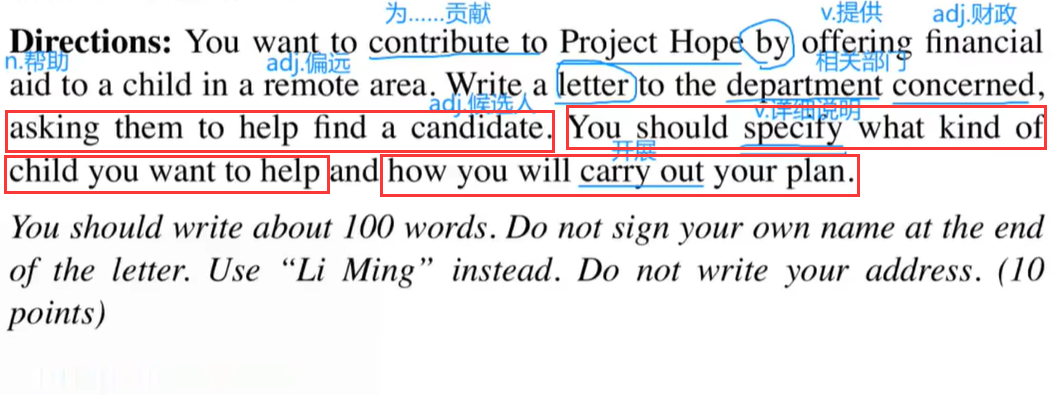 为……贡献 v.提供 adj.财政
Directions: You want to contribute to Project Hope by offering financial
n.帮助 adj.偏远 相关部门
aid to a child in a remote area. Write a letter to the department concerned,
adj.候选人 v.详细说明
asking them to help find a candidate. You should specify what kind of
开展
child you want to help and how you will carry out your plan.
You should write about 100 words. Do not sign your own name at the end
of the letter. Use “Li Ming” instead. Do not write your address. (10
points)